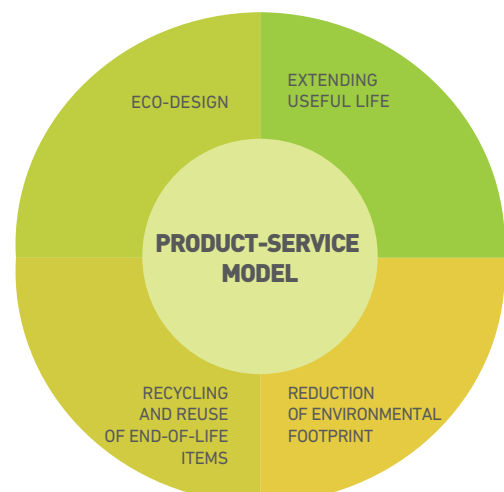 ECO-DESIGN
EXTENDING
USEFUL LIFE
PRODUCT-SERVICE
MODEL
RECYCLING
AND REUSE
OF END-OF-LIFE
ITEMS
REDUCTION
OF ENVIRONMENTAL
FOOTPRINT